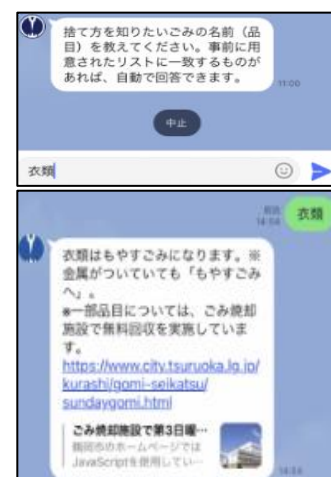 捨て方を知りたいごみの名前（品
目）を教えてください。事前に用
意されたリストに一致するものが
あれば、自動で回答できます。
11:00
中止
衣類
既読
14:54
衣類
衣類はもやすごみになります。※
金属がついていても「もやすごみ
へ」。
※一部品目については、ごみ焼却
施設で無料回収を実施していま
す。
https://www.city.tsuruoka.lg.jp/
kurashi/gomi-seikatsu/
sundaygomi.html
ごみ焼却施設で第3日曜…
鶴岡市のホームページでは
JavaScriptを使用してい…
14:54